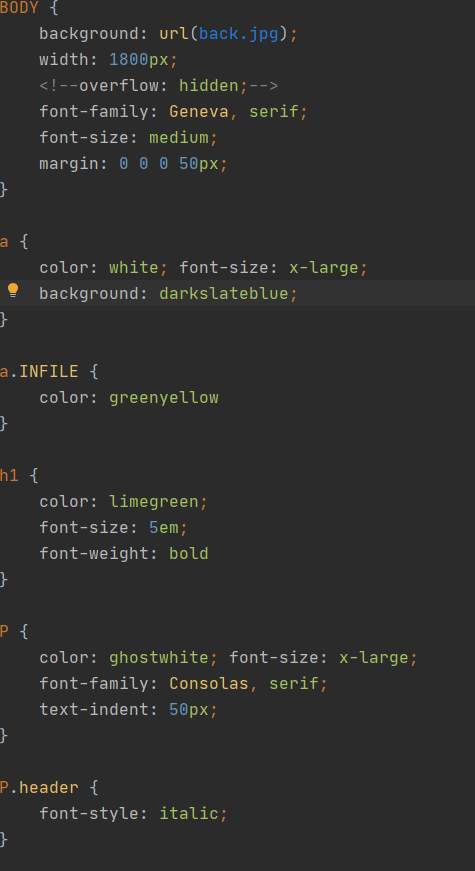 BODY {
    background: url(back.jpg);
    width: 1800px;
    <!--overflow: hidden;-->
    font-family: Geneva, serif;
    font-size: medium;
    margin: 0 0 0 50px;
}

a {
    color: white; font-size: x-large;
    background: darkslateblue;
}

a.INFILE {
    color: greenyellow
}

h1 {
    color: limegreen;
    font-size: 5em;
    font-weight: bold
}

P {
    color: ghostwhite; font-size: x-large;
    font-family: Consolas, serif;
    text-indent: 50px;
}

P.header {
    font-style: italic;
}